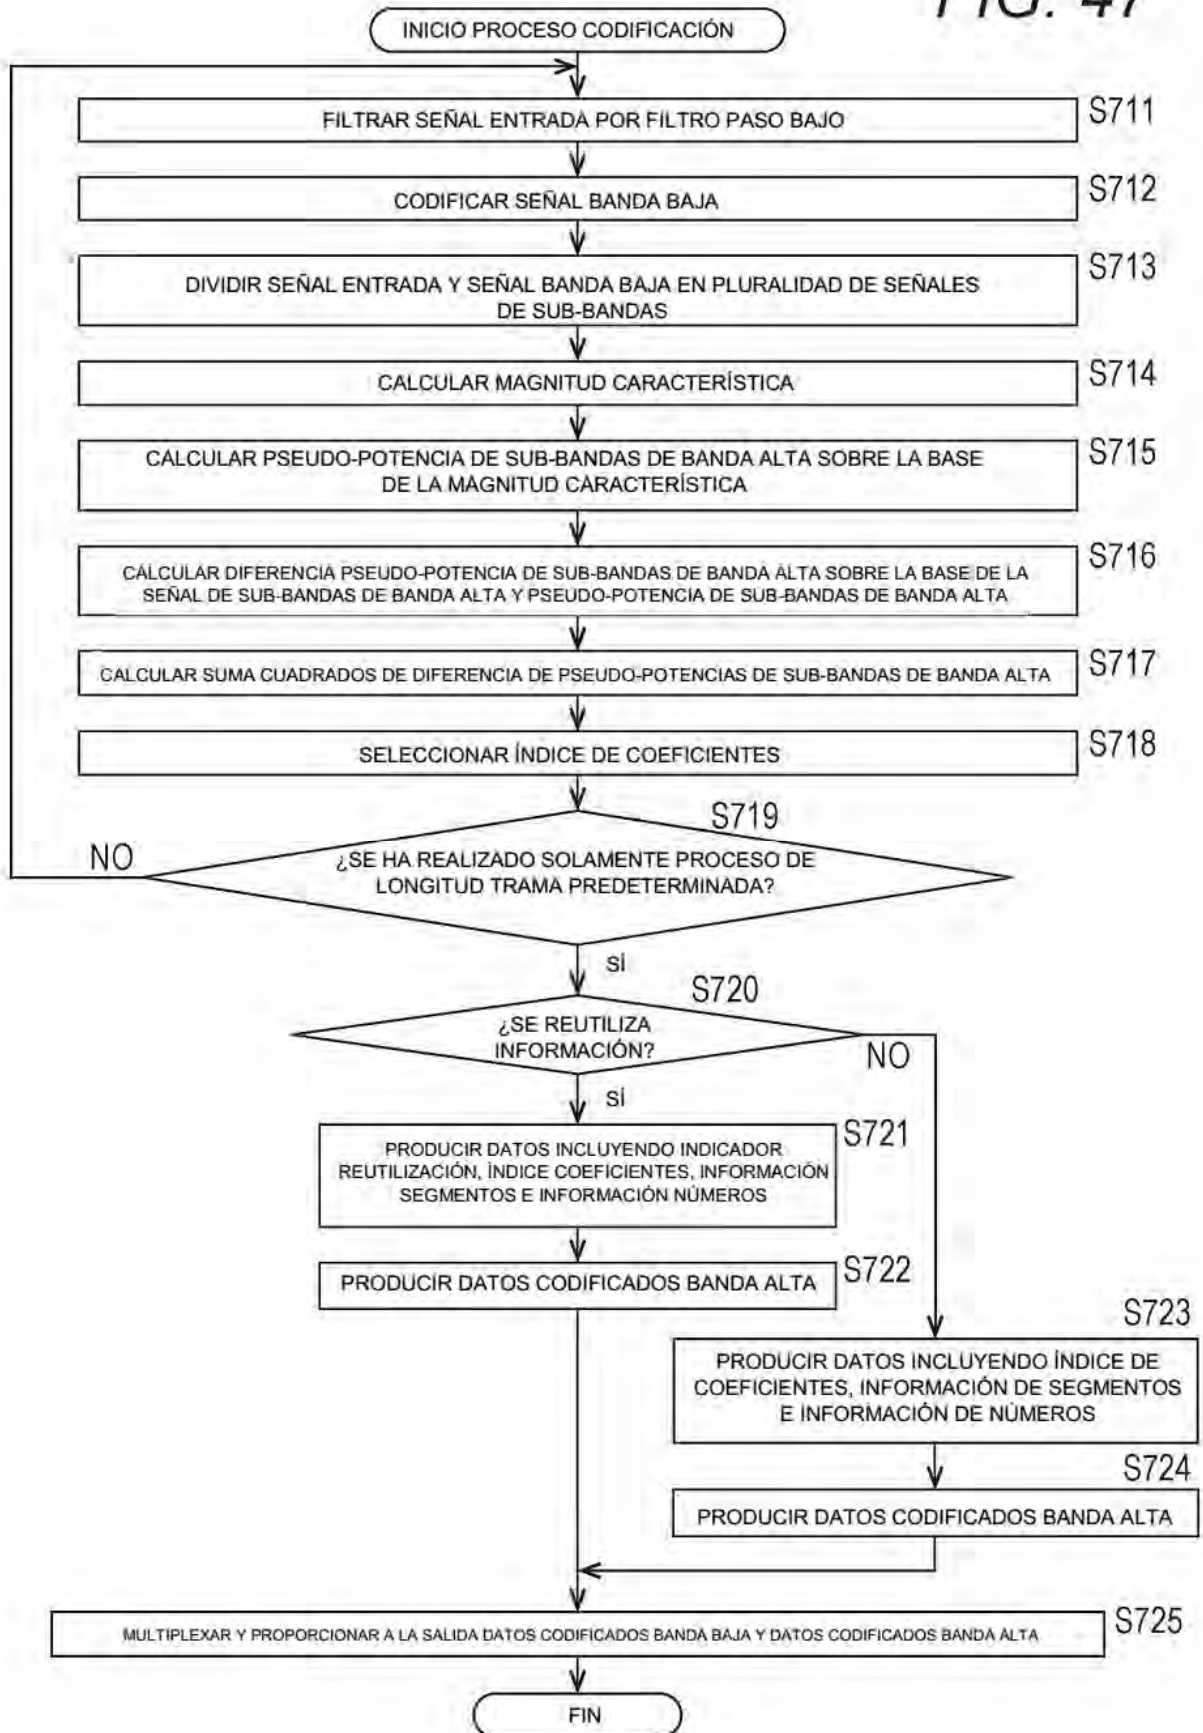 FIG. 47
INICIO PROCESO CODIFICACIÓN
S711
FILTRAR SEÑAL ENTRADA POR FILTRO PASO BAJO
S712
CODIFICAR SEÑAL BANDA BAJA
S713
DIVIDIR SEÑAL ENTRADA Y SEÑAL BANDA BAJA EN PLURALIDAD DE SEÑALES
DE SUB-BANDAS
S714
CALCULAR MAGNITUD CARACTERÍSTICA
S715
CALCULAR PSEUDO-POTENCIA DE SUB-BANDAS DE BANDA ALTA SOBRE LA BASE
DE LA MAGNITUD CARACTERÍSTICA
S716
CALCULAR DIFERENCIA PSEUDO-POTENCIA DE SUB-BANDAS DE BANDA ALTA SOBRE LA BASE DE LA
SEÑAL DE SUB-BANDAS DE BANDA ALTA Y PSEUDO-POTENCIA DE SUB-BANDAS DE BANDA ALTA
S717
CALCULAR SUMA CUADRADOS DE DIFERENCIA DE PSEUDO-POTENCIAS DE SUB-BANDAS DE BANDA ALTA
S718
SELECCIONAR ÍNDICE DE COEFICIENTES
S719
NO
¿SE HA REALIZADO SOLAMENTE PROCESO DE
LONGITUD TRAMA PREDETERMINADA?
SÍ
S720
¿SE REUTILIZA
INFORMACIÓN?
NO
SÍ
S721
PRODUCIR DATOS INCLUYENDO INDICADOR
REUTILIZACIÓN, ÍNDICE COEFICIENTES, INFORMACIÓN
SEGMENTOS E INFORMACIÓN NÚMEROS
S722
PRODUCIR DATOS CODIFICADOS BANDA ALTA
S723
PRODUCIR DATOS INCLUYENDO ÍNDICE DE
COEFICIENTES, INFORMACIÓN DE SEGMENTOS
E INFORMACIÓN DE NÚMEROS
S724
PRODUCIR DATOS CODIFICADOS BANDA ALTA
S725
MULTIPLEXAR Y PROPORCIONAR A LA SALIDA DATOS CODIFICADOS BANDA BAJA Y DATOS CODIFICADOS BANDA ALTA
FIN